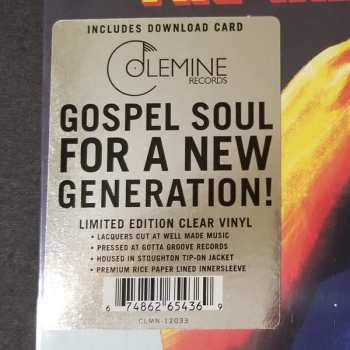 INCLUDES DOWNLOAD CARD
COLEMINE
RECORDS
GOSPEL SOUL
FOR A NEW
GENERATION!
LIMITED EDITION CLEAR VINYL
• LACQUERS CUT AT WELL MADE MUSIC
• PRESSED AT GOTTA GROOVE RECORDS
• HOUSED IN STOUGHTON TIP-ON JACKET
• PREMIUM RICE PAPER LINED INNERSLEEVE
6 74862 65436 9
CLMN-12033